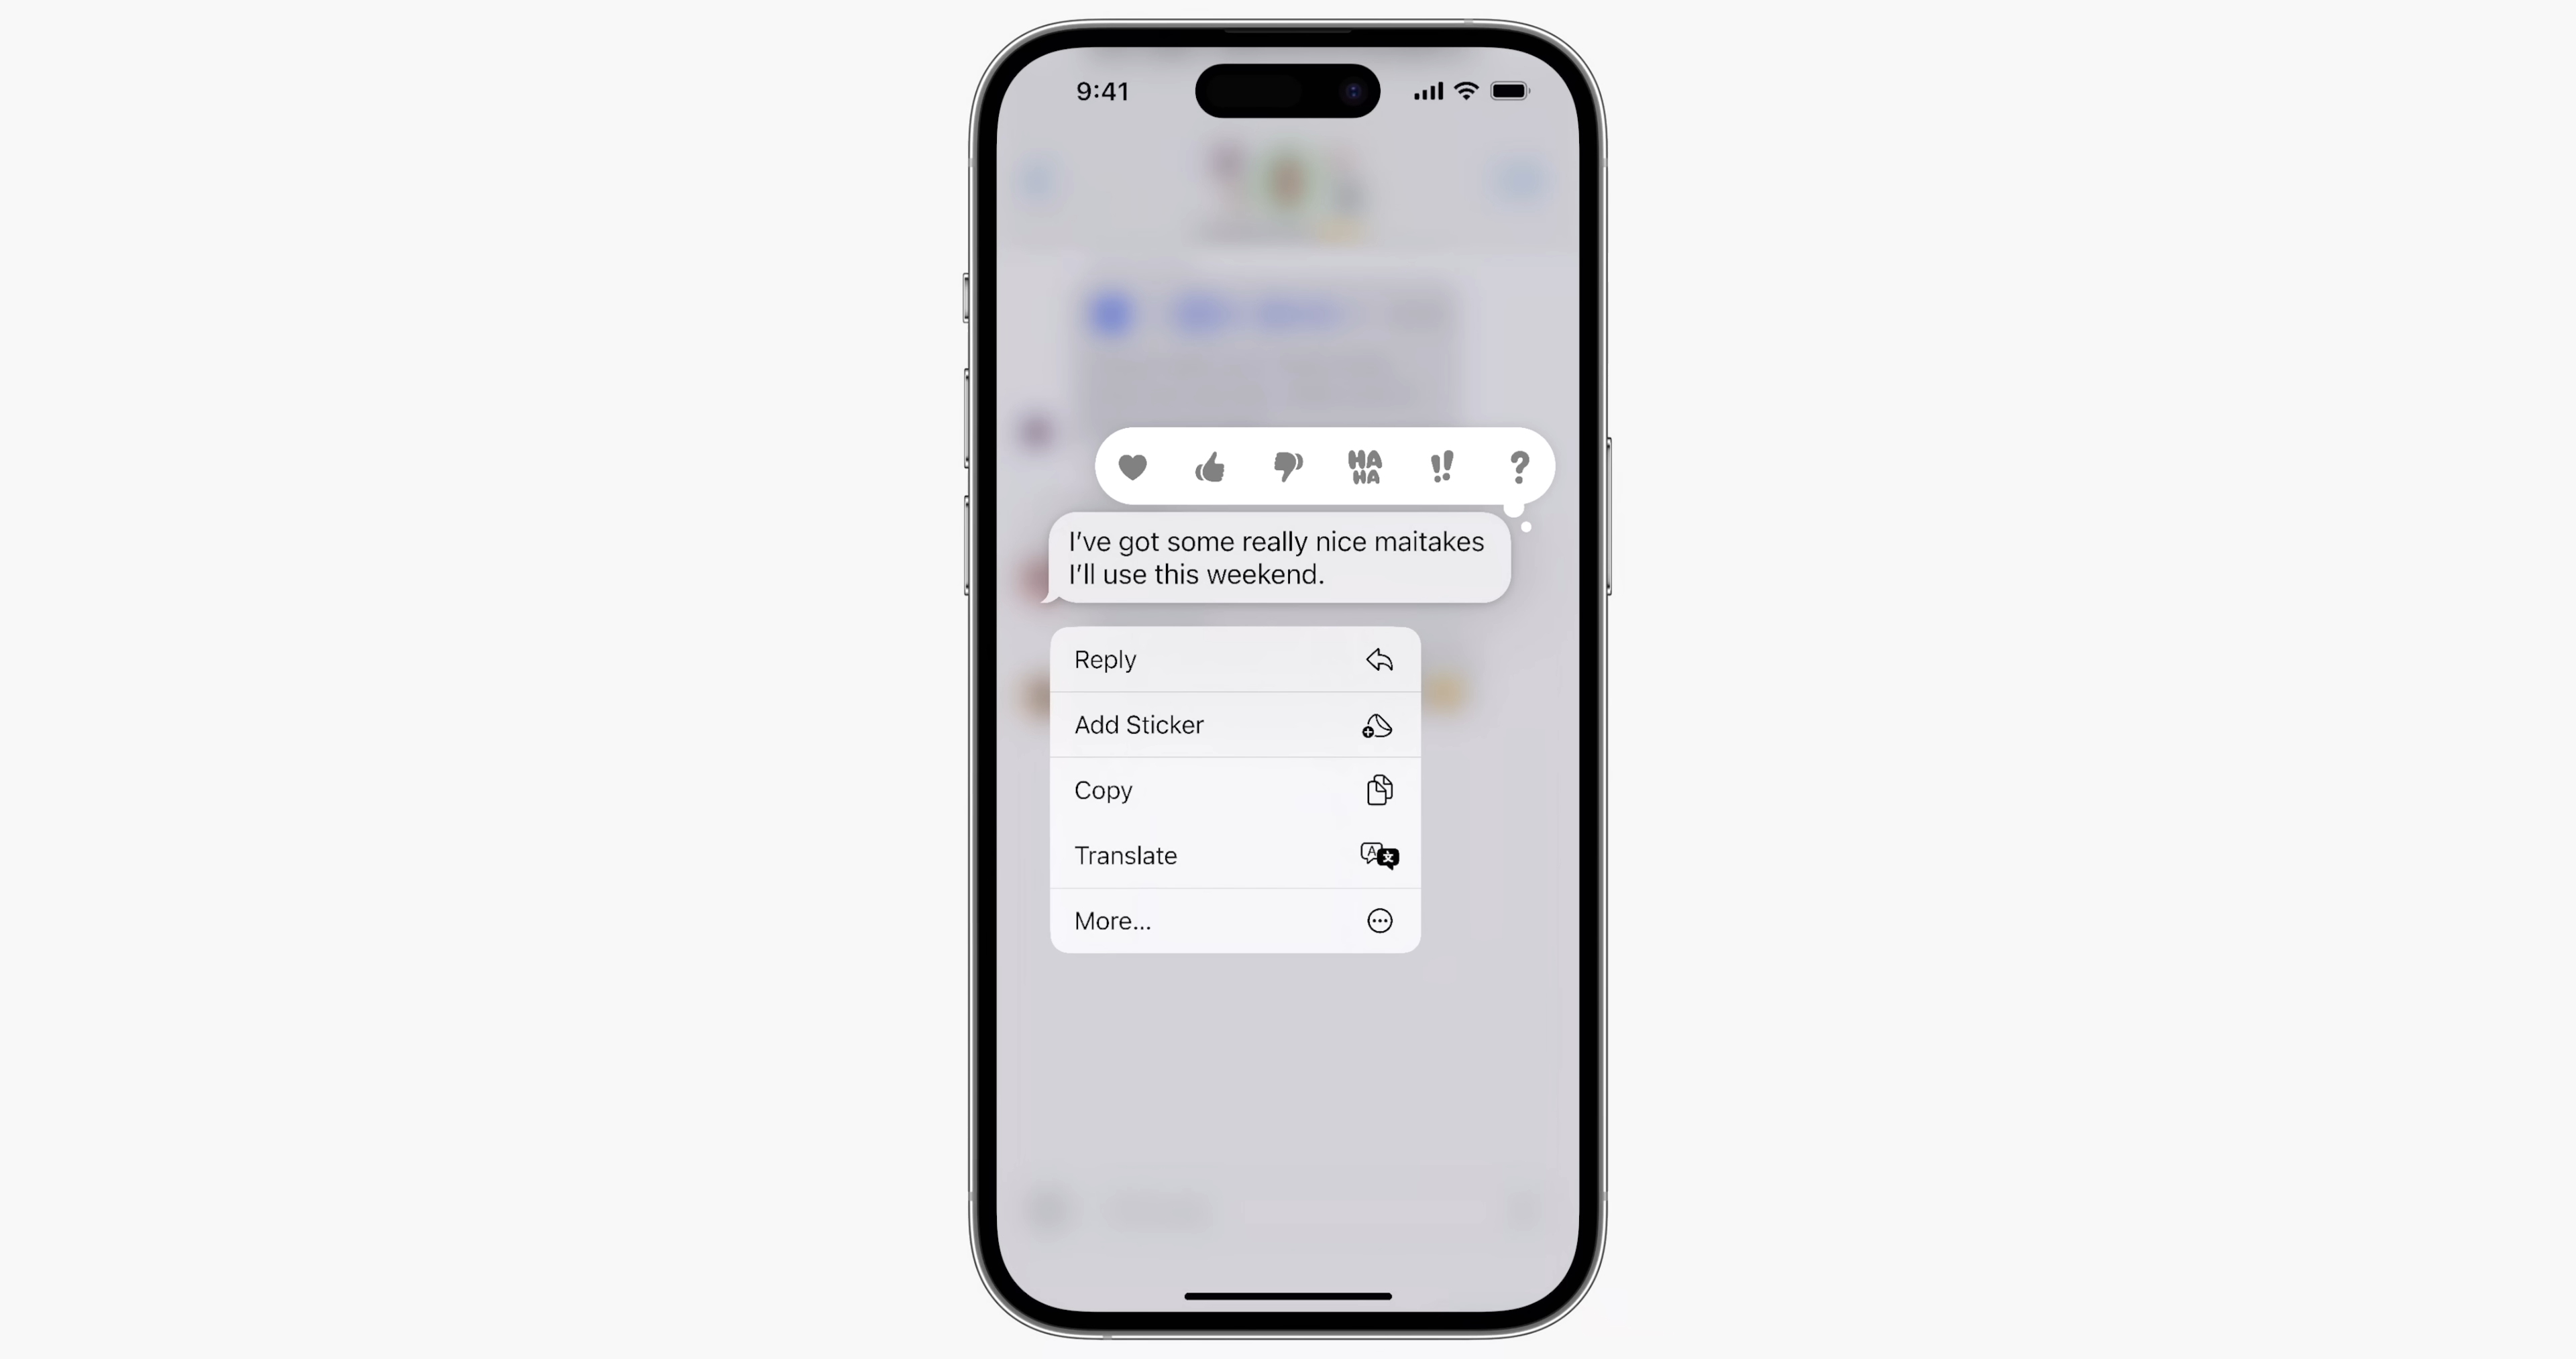 9:41
HA
HA
!!
?
I’ve got some really nice maitakes
I’ll use this weekend.
Reply
Add Sticker
Copy
Translate
A
文
More...